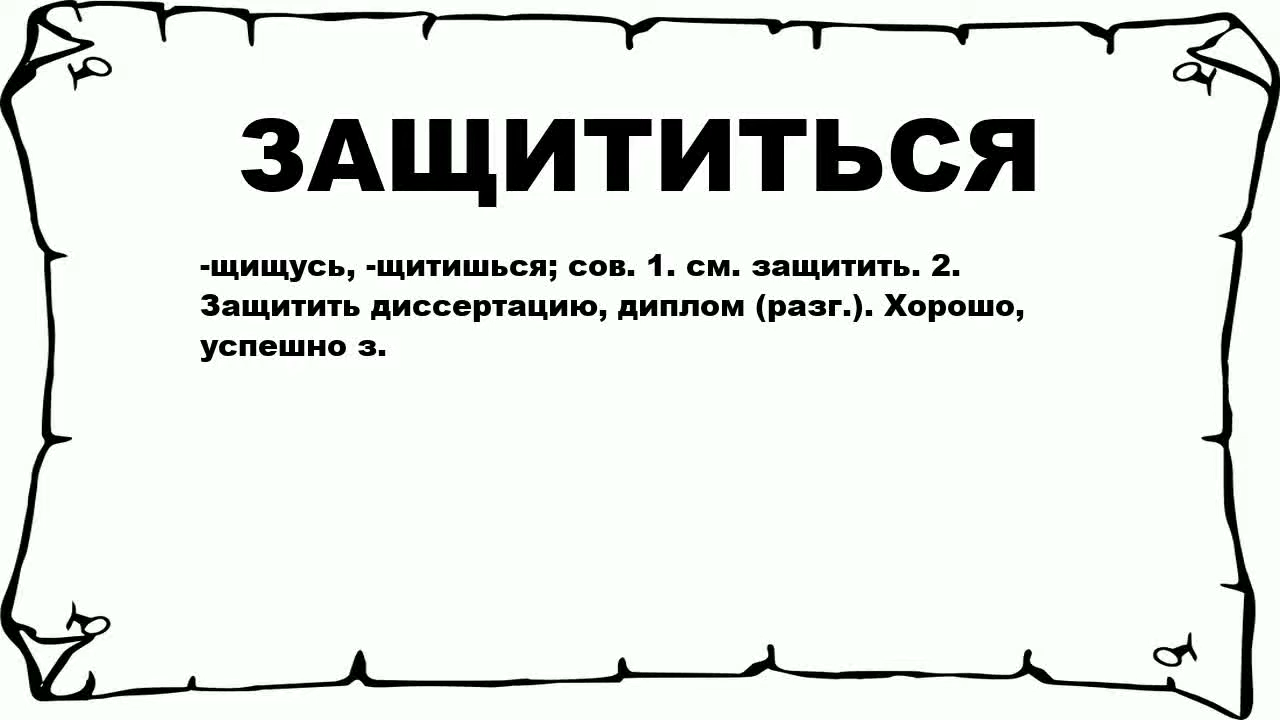 ЗАЩИТИТЬСЯ
-щищусь, -щитишься; сов. 1. см. защитить. 2.
Защитить диссертацию, диплом (разг.). Хорошо,
успешно з.